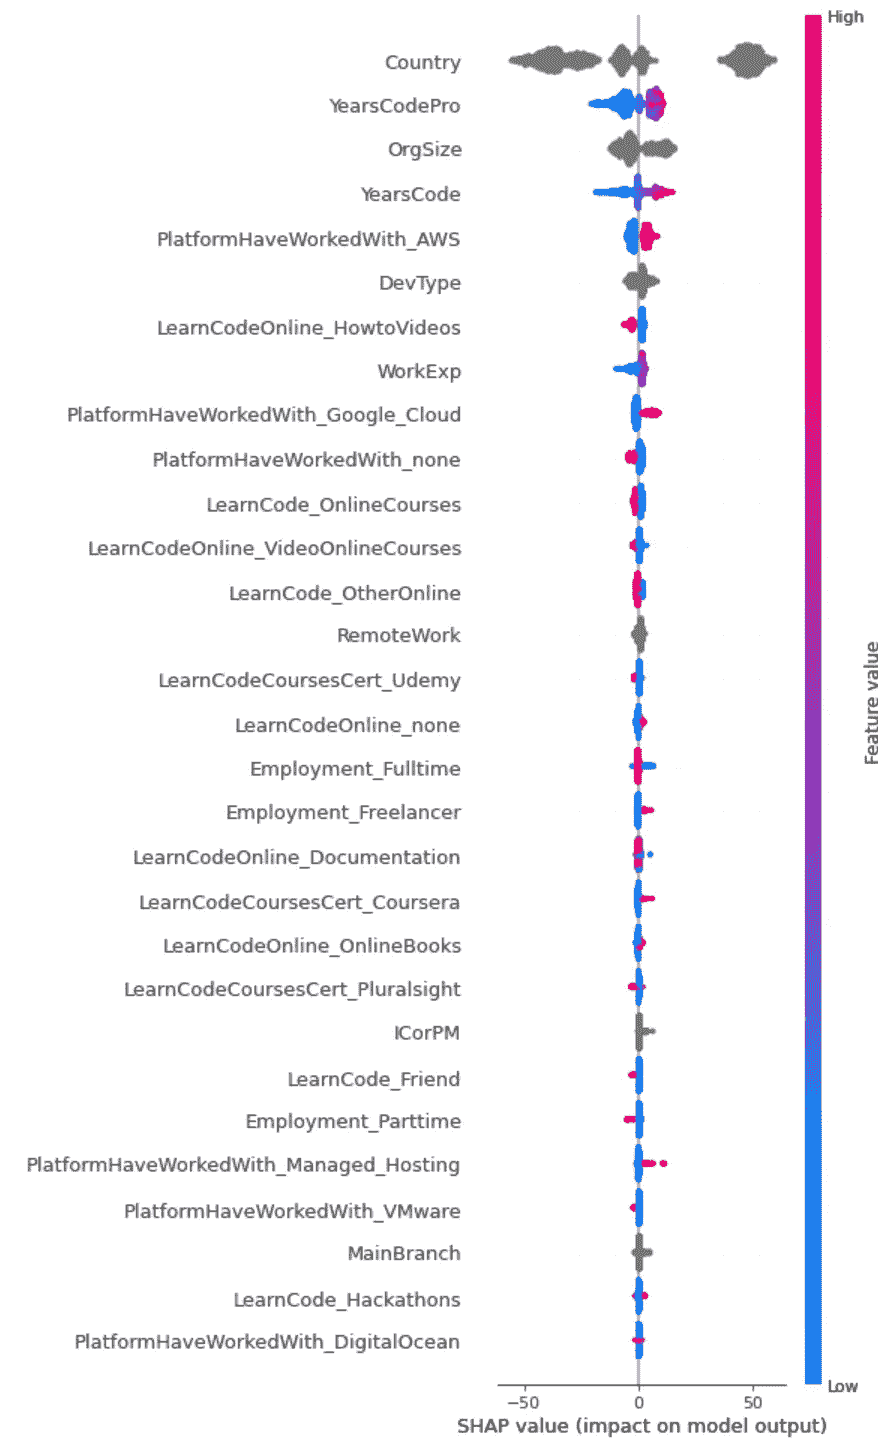 High
Country
YearsCodePro
OrgSize
YearsCode
PlatformHaveWorkedWith_AWS
DevType
LearnCodeOnline_HowtoVideos
WorkExp
PlatformHaveWorkedWith_Google_Cloud
PlatformHaveWorkedWith_none
LearnCode_OnlineCourses
LearnCodeOnline_VideoOnlineCourses
LearnCode_OtherOnline
RemoteWork
Feature value
LearnCodeCoursesCert_Udemy
LearnCodeOnline_none
Employment_Fulltime
Employment_Freelancer
LearnCodeOnline_Documentation
LearnCodeCoursesCert_Coursera
LearnCodeOnline_OnlineBooks
LearnCodeCoursesCert_Pluralsight
ICorPM
LearnCode_Friend
Employment_Parttime
PlatformHaveWorkedWith_Managed_Hosting
PlatformHaveWorkedWith_VMware
MainBranch
LearnCode_Hackathons
PlatformHaveWorkedWith_DigitalOcean
Low
−50 0 50
SHAP value (impact on model output)